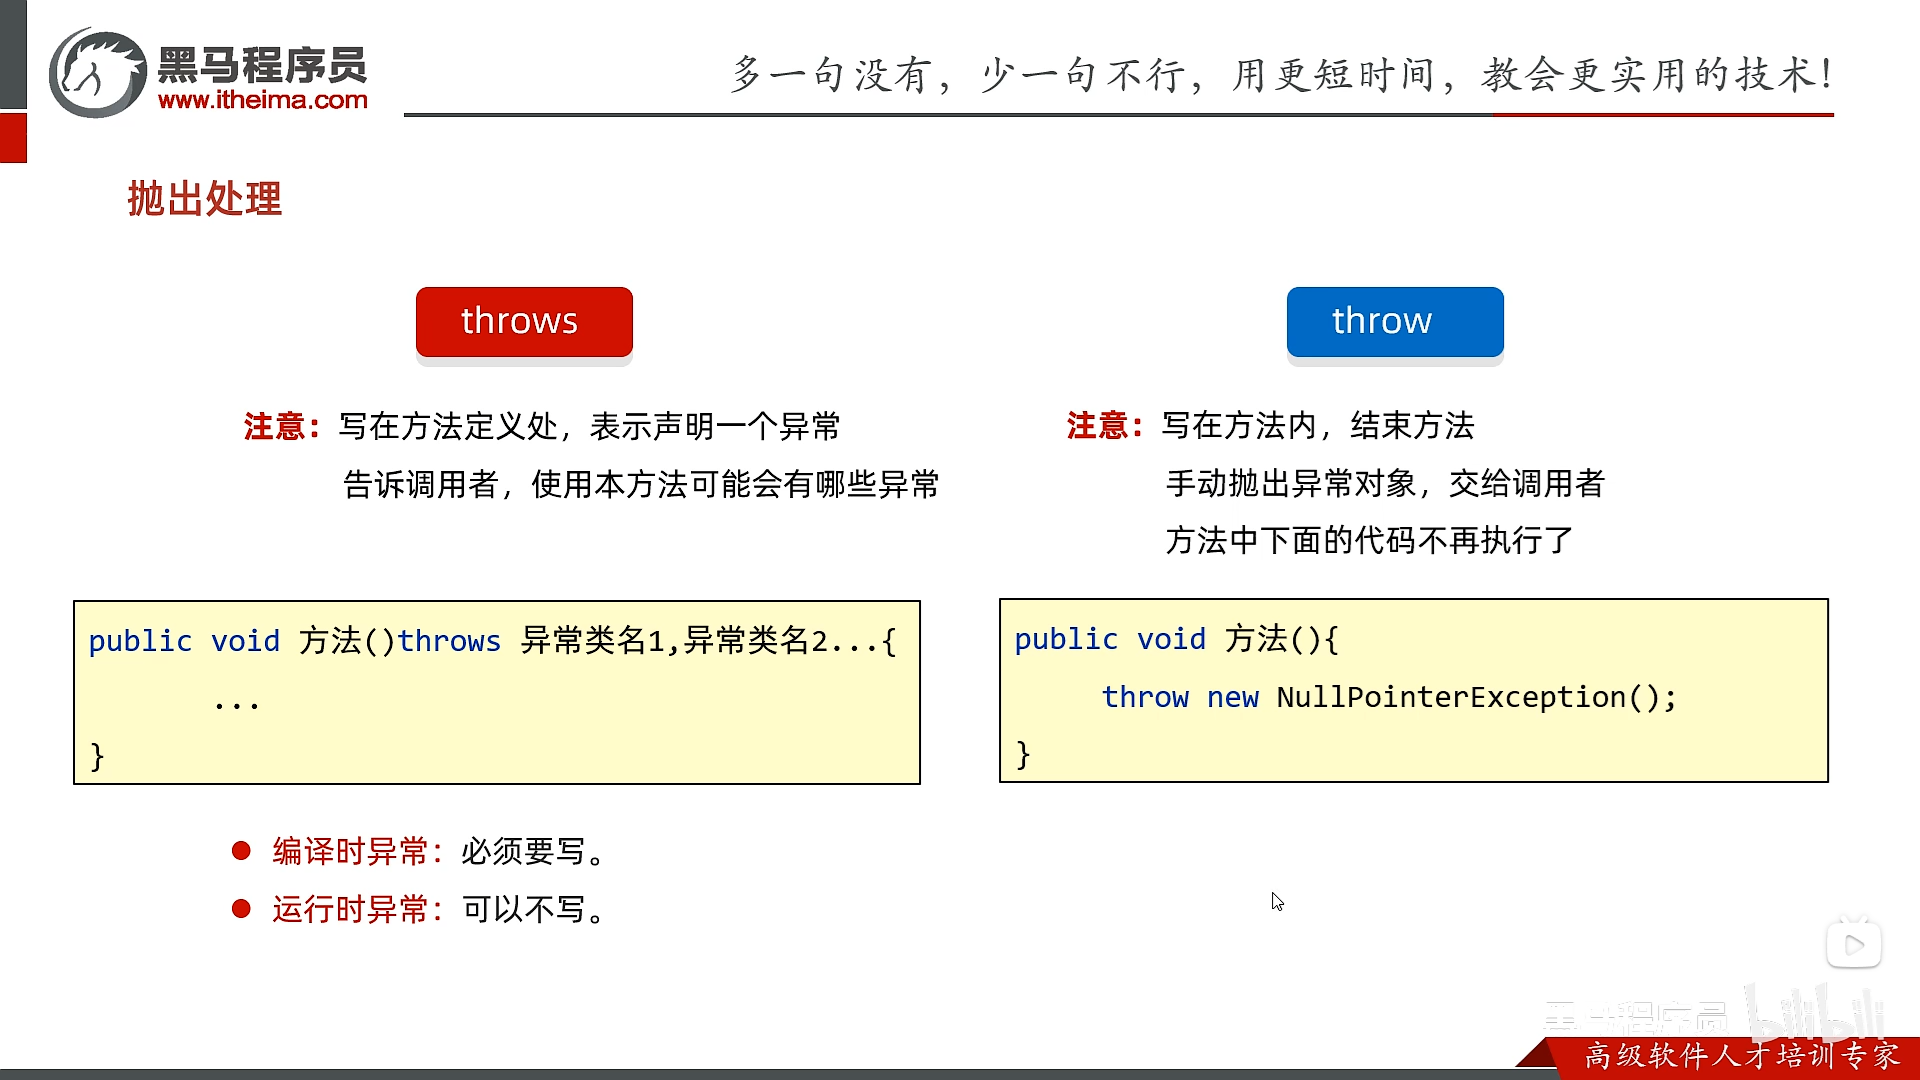 黑马程序员
www.itheima.com
多一句没有，少一句不行，用更短时间，教会更实用的技术！
抛出处理
throws
注意：写在方法定义处，表示声明一个异常
告诉调用者，使用本方法可能会有哪些异常
public void 方法()throws 异常类名1,异常类名2...{
...
}
编译时异常：必须要写。
运行时异常：可以不写。
throw
注意：写在方法内，结束方法
手动抛出异常对象，交给调用者
方法中下面的代码不再执行了
public void 方法(){
throw new NullPointerException();
}
黑马程序员 bilibili
高级软件人才培训专家